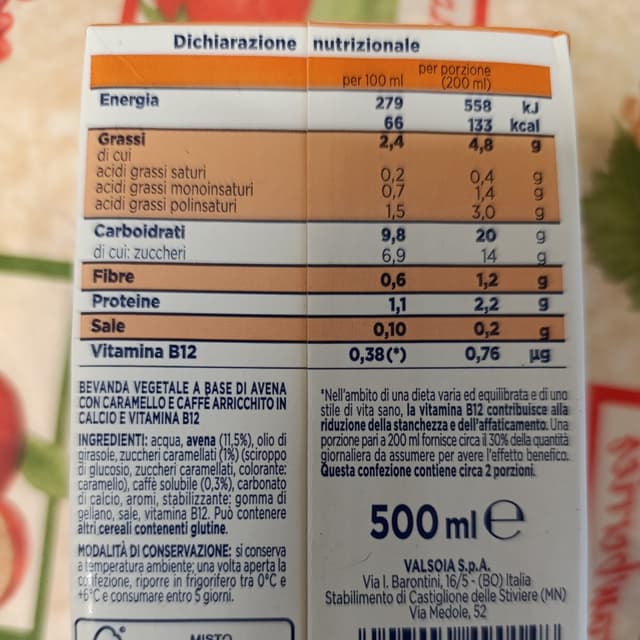 Dichiarazione nutrizionale
per 100 ml per porzione (200 ml)
Energia 279 558 kJ
66 133 kcal
Grassi 2,4 4,8 g
di cui
acidi grassi saturi 0,2 0,4 g
acidi grassi monoinsaturi 0,7 1,4 g
acidi grassi polinsaturi 1,5 3,0 g
Carboidrati 9,8 20 g
di cui: zuccheri 6,9 14 g
Fibre 0,6 1,2 g
Proteine 1,1 2,2 g
Sale 0,10 0,2 g
Vitamina B12 0,38(*) 0,76 µg
BEVANDA VEGETALE A BASE DI AVENA
CON CARAMELLO E CAFFÈ ARRICCHITO IN
CALCIO E VITAMINA B12
INGREDIENTI: acqua, avena (11,5%), olio di
girasole, zuccheri caramellati (1%) (sciroppo
di glucosio, zuccheri caramellati, colorante:
caramello), caffè solubile (0,3%), carbonato
di calcio, aromi, stabilizzante: gomma di
gellano, sale, vitamina B12. Può contenere
altri cereali contenenti glutine.
MODALITÀ DI CONSERVAZIONE: si conserva
a temperatura ambiente; una volta aperta la
confezione, riporre in frigorifero tra 0°C e
+6°C e consumare entro 5 giorni.
MISTO
*Nell'ambito di una dieta varia ed equilibrata e di uno
stile di vita sano, la vitamina B12 contribuisce alla
riduzione della stanchezza e dell'affaticamento. Una
porzione pari a 200 ml fornisce circa il 30% della quantità
giornaliera da assumere per avere l'effetto benefico.
Questa confezione contiene circa 2 porzioni.
500 ml e
VALSOIA S.p.A.
Via I. Barontini, 16/5 - (BO) Italia
Stabilimento di Castiglione delle Stiviere (MN)
Via Medole, 52